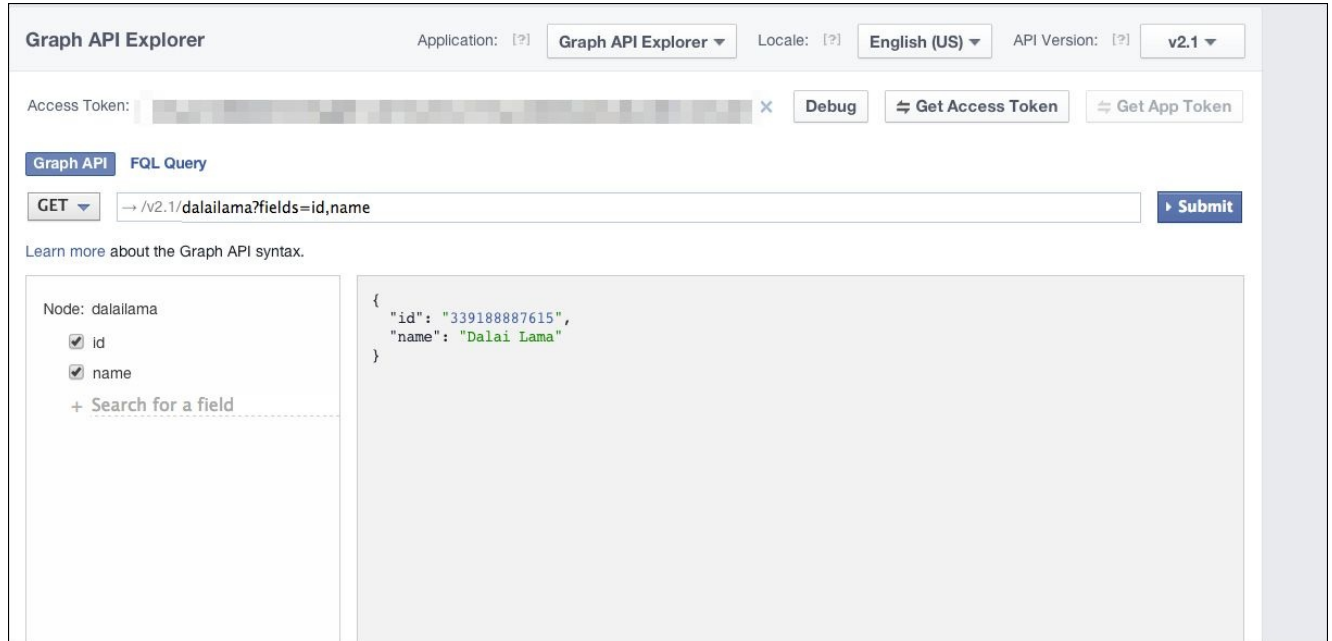 Graph API Explorer Application: [?] Graph API Explorer Locale: [?] English (US) API Version: [?] v2.1
Access Token: × Debug ⇋ Get Access Token ⇋ Get App Token
Graph API FQL Query
GET → /v2.1/dalailama?fields=id,name Submit
Learn more about the Graph API syntax.
Node: dalailama
id
name
+ Search for a field
{
"id": "339188887615",
"name": "Dalai Lama"
}